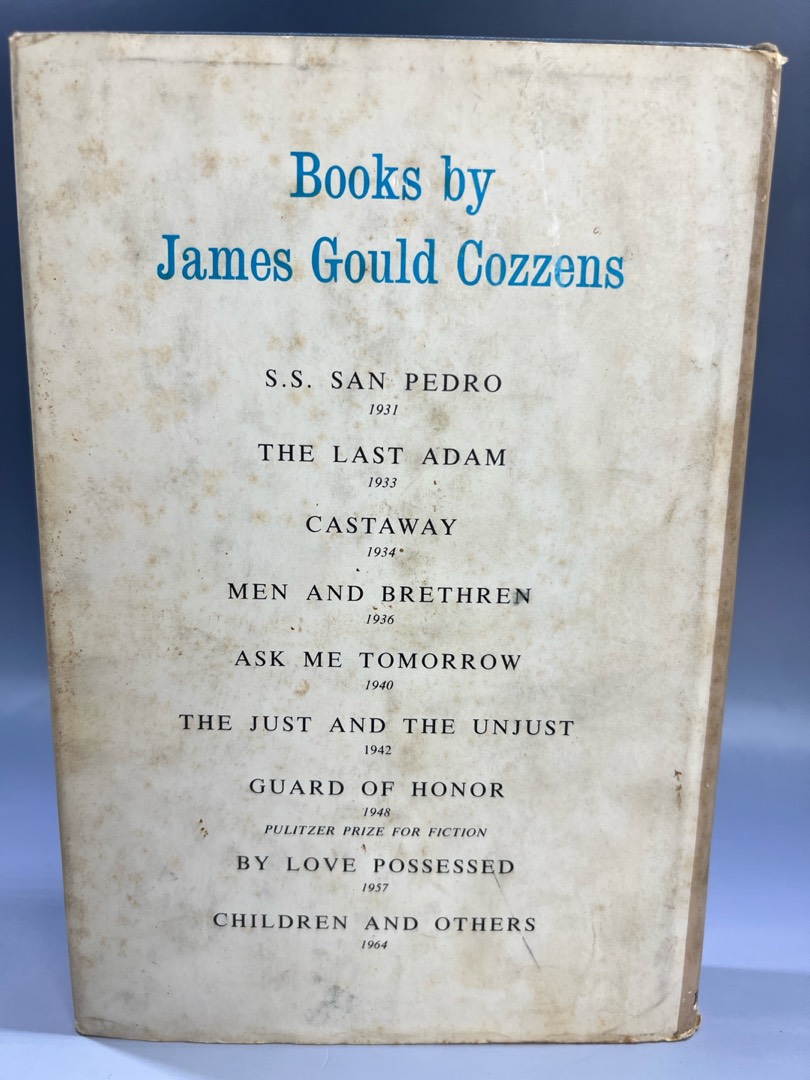 Books by
James Gould Cozzens
S.S. SAN PEDRO
1931
THE LAST ADAM
1933
CASTAWAY
1934
MEN AND BRETHREN
1936
ASK ME TOMORROW
1940
THE JUST AND THE UNJUST
1942
GUARD OF HONOR
1948
PULITZER PRIZE FOR FICTION
BY LOVE POSSESSED
1957
CHILDREN AND OTHERS
1964